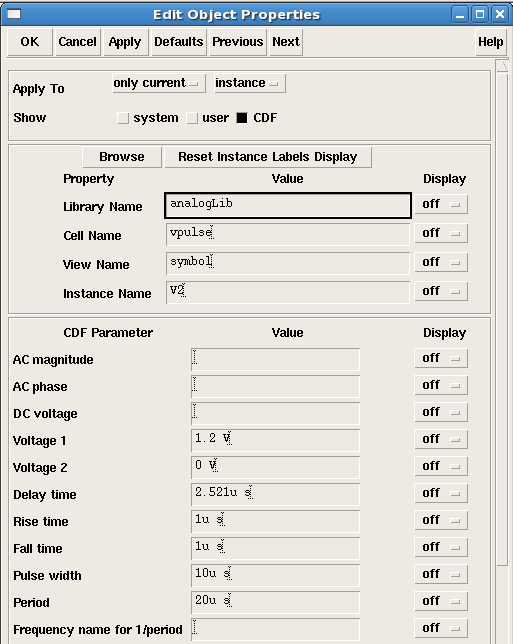 Edit Object Properties
OK Cancel Apply Defaults Previous Next Help
Apply To only current instance
Show system user CDF
Browse Reset Instance Labels Display
Property Value Display
Library Name analogLib off
Cell Name vpulse off
View Name symbol off
Instance Name V2 off
CDF Parameter Value Display
AC magnitude off
AC phase off
DC voltage off
Voltage 1 1.2 V off
Voltage 2 0 V off
Delay time 2.521u s off
Rise time 1u s off
Fall time 1u s off
Pulse width 10u s off
Period 20u s off
Frequency name for 1/period off